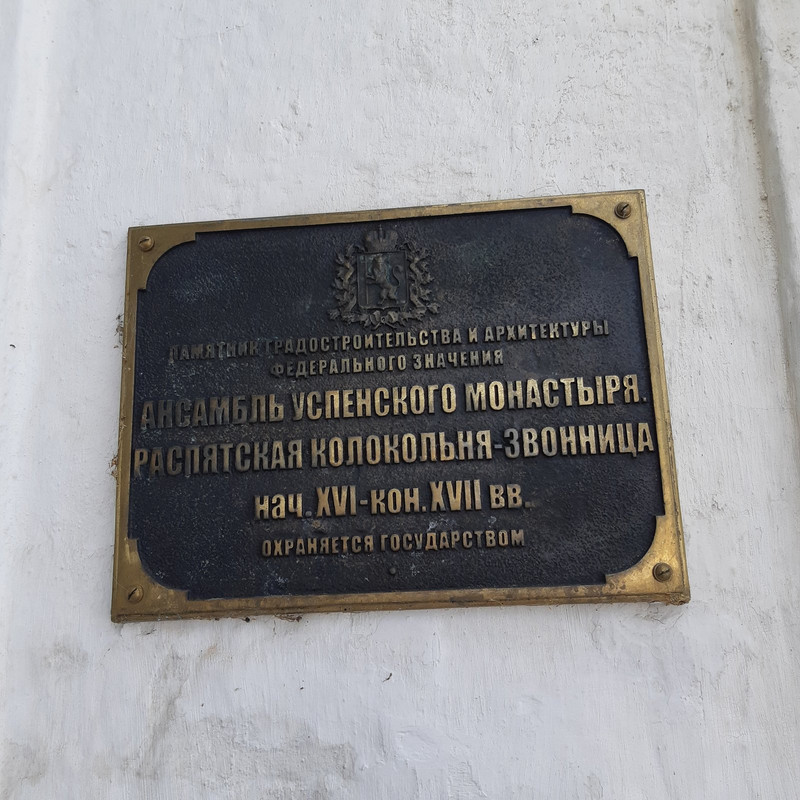 ПАМЯТНИК ГРАДОСТРОИТЕЛЬСТВА И АРХИТЕКТУРЫ
ФЕДЕРАЛЬНОГО ЗНАЧЕНИЯ
АНСАМБЛЬ УСПЕНСКОГО МОНАСТЫРЯ.
РАСПЯТСКАЯ КОЛОКОЛЬНЯ-ЗВОННИЦА
нач. XVI-кон. XVII вв.
ОХРАНЯЕТСЯ ГОСУДАРСТВОМ